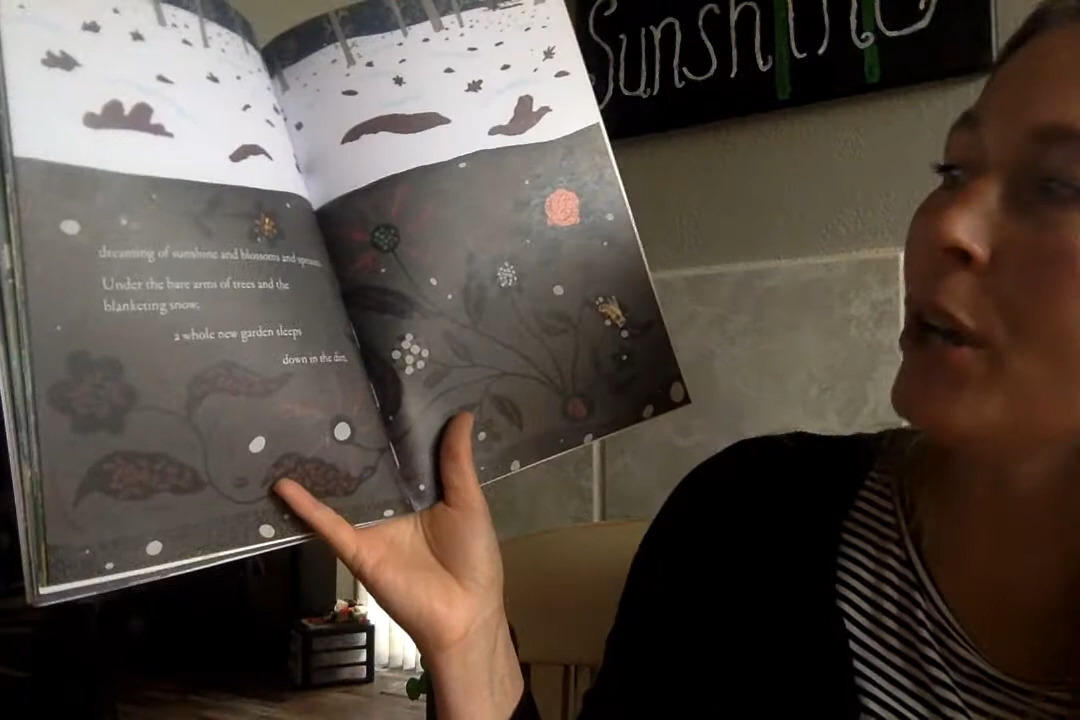 Sunshine
dreaming of sunshine and blossoms and sprouts.
Under the bare arms of trees and the
blanketing snow,
a whole new garden sleeps
down in the dirt.